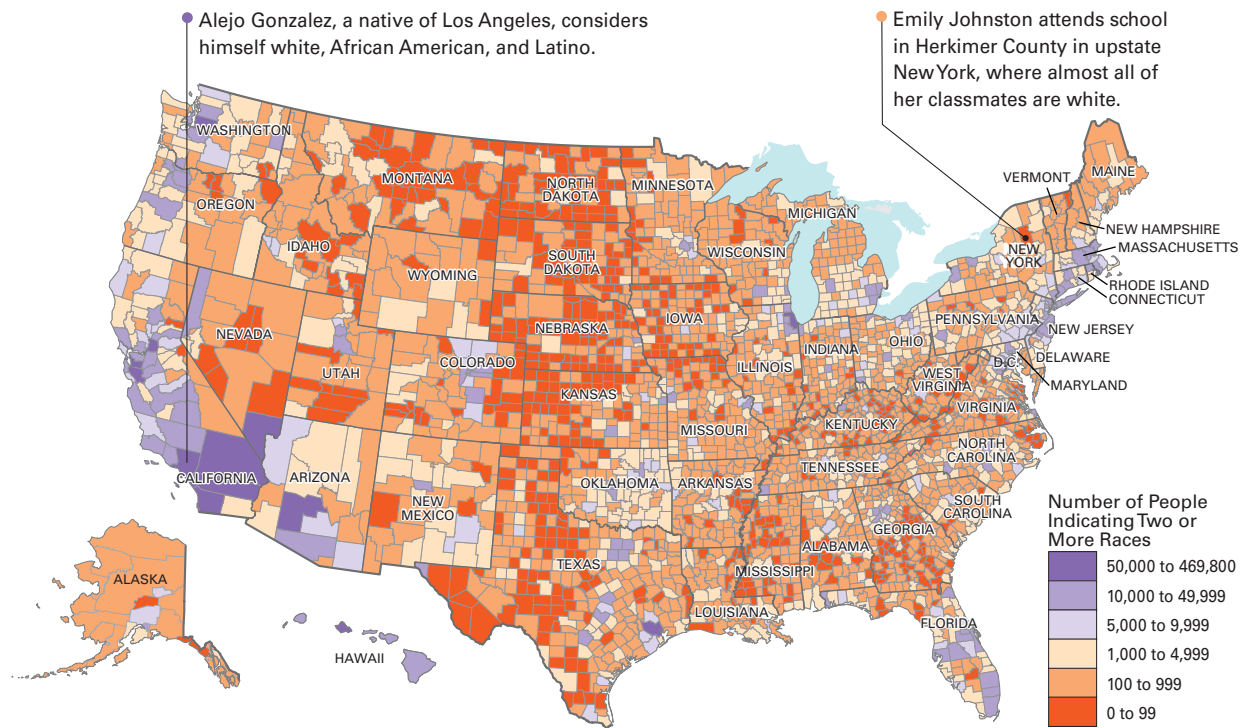 Alejo Gonzalez, a native of Los Angeles, considers
himself white, African American, and Latino.
Emily Johnston attends school
in Herkimer County in upstate
New York, where almost all of
her classmates are white.
WASHINGTON
OREGON
IDAHO
MONTANA
NORTH
DAKOTA
SOUTH
DAKOTA
WYOMING
NEBRASKA
NEVADA
UTAH
COLORADO
KANSAS
CALIFORNIA
ARIZONA
NEW
MEXICO
OKLAHOMA
TEXAS
MINNESOTA
WISCONSIN
MICHIGAN
IOWA
ILLINOIS
INDIANA
OHIO
MISSOURI
ARKANSAS
LOUISIANA
KENTUCKY
TENNESSEE
MISSISSIPPI
ALABAMA
GEORGIA
FLORIDA
SOUTH
CAROLINA
NORTH
CAROLINA
VIRGINIA
WEST
VIRGINIA
PENNSYLVANIA
NEW
YORK
VERMONT
MAINE
NEW HAMPSHIRE
MASSACHUSETTS
RHODE ISLAND
CONNECTICUT
NEW JERSEY
DELAWARE
D.C.
MARYLAND
ALASKA
HAWAII
Number of People
Indicating Two or
More Races
50,000 to 469,800
10,000 to 49,999
5,000 to 9,999
1,000 to 4,999
100 to 999
0 to 99